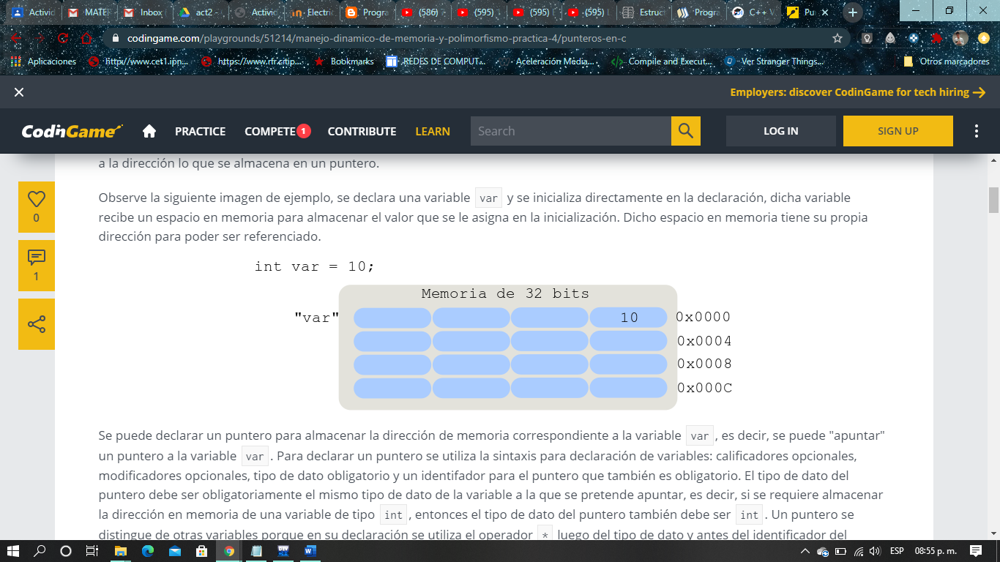 Activid
MATER
Inbox (
act2 -
Activid
Electric
Progra
(586)
(595)
(595)
(595) L
Estruct
Progra
C++ V
Pu
codingame.com/playgrounds/51214/manejo-dinamico-de-memoria-y-polimorfismo-practica-4/punteros-en-c
Aplicaciones
http://www.cet1.ipn...
https://www.rfr.citip...
Bookmarks
REDES DE COMPUT...
Aceleración Media...
Compile and Execut...
Ver Stranger Things...
Otros marcadores
Employers: discover CodinGame for tech hiring
CodinGame
PRACTICE
COMPETE 1
CONTRIBUTE
LEARN
Search
LOG IN
SIGN UP
a la dirección lo que se almacena en un puntero.
0
1
Observe la siguiente imagen de ejemplo, se declara una variable var y se inicializa directamente en la declaración, dicha variable
recibe un espacio en memoria para almacenar el valor que se le asigna en la inicialización. Dicho espacio en memoria tiene su propia
dirección para poder ser referenciado.
int var = 10;
Memoria de 32 bits
"var" 10 0x0000
0x0004
0x0008
0x000C
Se puede declarar un puntero para almacenar la dirección de memoria correspondiente a la variable var , es decir, se puede "apuntar"
un puntero a la variable var . Para declarar un puntero se utiliza la sintaxis para declaración de variables: calificadores opcionales,
modificadores opcionales, tipo de dato obligatorio y un identifador para el puntero que también es obligatorio. El tipo de dato del
puntero debe ser obligatoriamente el mismo tipo de dato de la variable a la que se pretende apuntar, es decir, si se requiere almacenar
la dirección en memoria de una variable de tipo int , entonces el tipo de dato del puntero también debe ser int . Un puntero se
distingue de otras variables porque en su declaración se utiliza el operador * luego del tipo de dato y antes del identificador del
ESP
08:55 p. m.